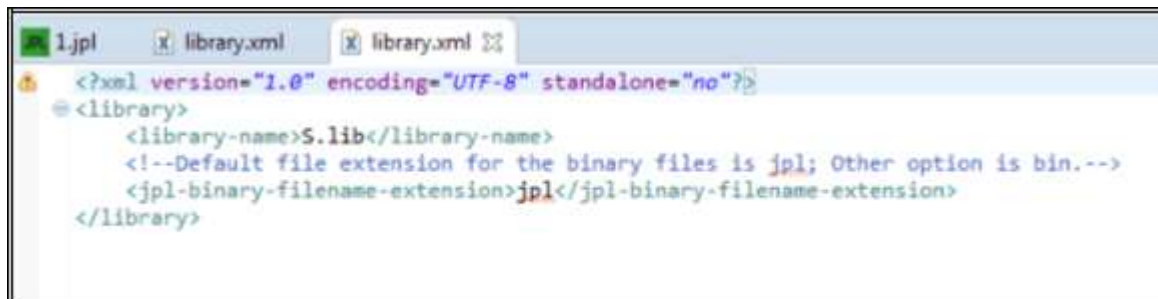 1.jpl library.xml library.xml
<?xml version="1.0" encoding="UTF-8" standalone="no"?>
<library>
<library-name>S.lib</library-name>
<!--Default file extension for the binary files is jpl; Other option is bin.-->
<jpl-binary-filename-extension>jpl</jpl-binary-filename-extension>
</library>